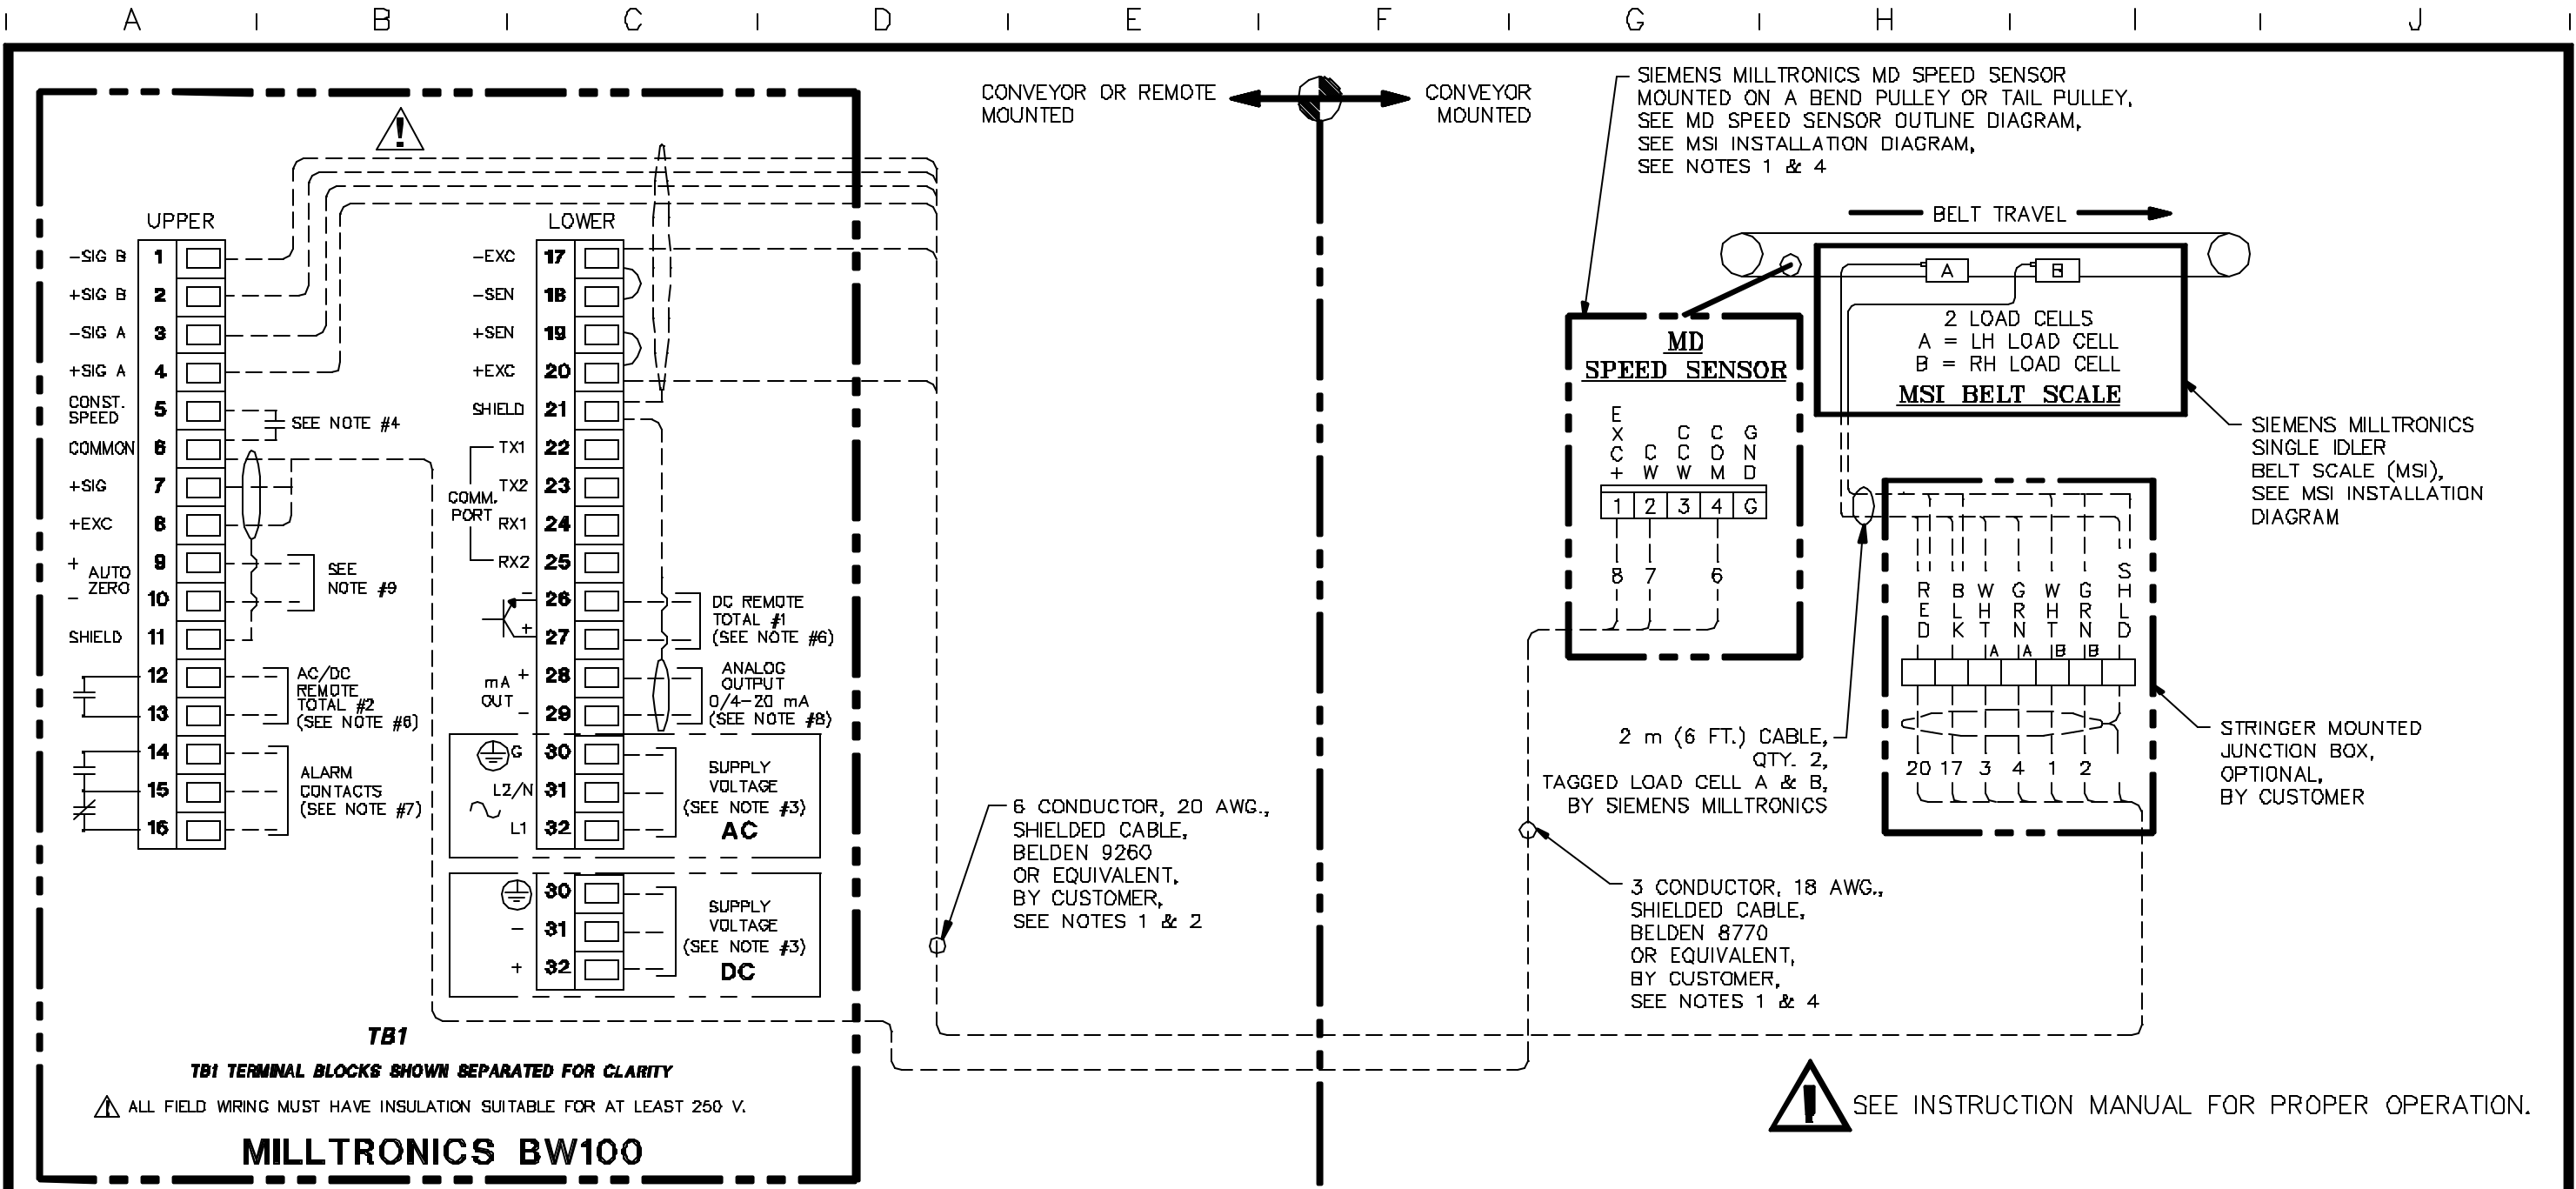 A B C D E F G H J
CONVEYOR OR REMOTE
MOUNTED
CONVEYOR
MOUNTED
SIEMENS MILLTRONICS MD SPEED SENSOR
MOUNTED ON A BEND PULLEY OR TAIL PULLEY,
SEE MD SPEED SENSOR OUTLINE DIAGRAM,
SEE MSI INSTALLATION DIAGRAM,
SEE NOTES 1 & 4
UPPER
-SIG B 1
+SIG B 2
-SIG A 3
+SIG A 4
CONST.
SPEED 5
COMMON 6
SEE NOTE #4
+SIG 7
+EXC 8
+ 9
AUTO
ZERO
- 10
SEE
NOTE #9
SHIELD 11
12
13
AC/DC
REMOTE
TOTAL #2
(SEE NOTE #6)
14
15
16
ALARM
CONTACTS
(SEE NOTE #7)
LOWER
-EXC 17
-SEN 18
+SEN 19
+EXC 20
SHIELD 21
TX1 22
TX2 23
COMM.
PORT
RX1 24
RX2 25
- 26
+ 27
DC REMOTE
TOTAL #1
(SEE NOTE #6)
mA
OUT
+ 28
- 29
ANALOG
OUTPUT
0/4-20 mA
(SEE NOTE #8)
G 30
L2/N 31
L1 32
SUPPLY
VOLTAGE
(SEE NOTE #3)
AC
30
- 31
+ 32
SUPPLY
VOLTAGE
(SEE NOTE #3)
DC
TB1
TB1 TERMINAL BLOCKS SHOWN SEPARATED FOR CLARITY
! ALL FIELD WIRING MUST HAVE INSULATION SUITABLE FOR AT LEAST 250 V.
MILLTRONICS BW100
6 CONDUCTOR, 20 AWG.,
SHIELDED CABLE,
BELDEN 9260
OR EQUIVALENT,
BY CUSTOMER,
SEE NOTES 1 & 2
BELT TRAVEL
A B
2 LOAD CELLS
A = LH LOAD CELL
B = RH LOAD CELL
MSI BELT SCALE
MD
SPEED SENSOR
EXC+ CW CCW COM GND
1 2 3 4 G
8 7 6
SIEMENS MILLTRONICS
SINGLE IDLER
BELT SCALE (MSI),
SEE MSI INSTALLATION
DIAGRAM
RED BLK WHT GRN WHT GRN SHLD
A A B B
20 17 3 4 1 2
2 m (6 FT.) CABLE,
QTY. 2,
TAGGED LOAD CELL A & B,
BY SIEMENS MILLTRONICS
STRINGER MOUNTED
JUNCTION BOX,
OPTIONAL,
BY CUSTOMER
3 CONDUCTOR, 18 AWG.,
SHIELDED CABLE,
BELDEN 8770
OR EQUIVALENT,
BY CUSTOMER,
SEE NOTES 1 & 4
! SEE INSTRUCTION MANUAL FOR PROPER OPERATION.